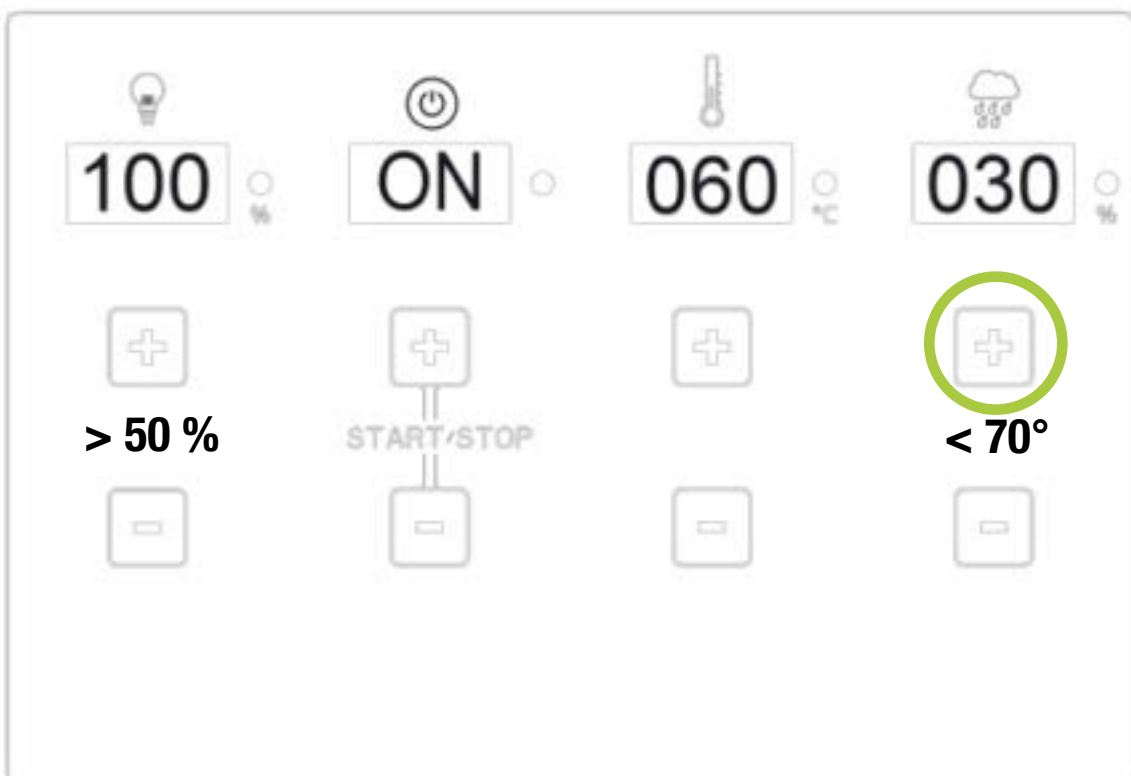 100 ON 060 030
% °C %
+ + + +
> 50 % START/STOP < 70°
- - - -